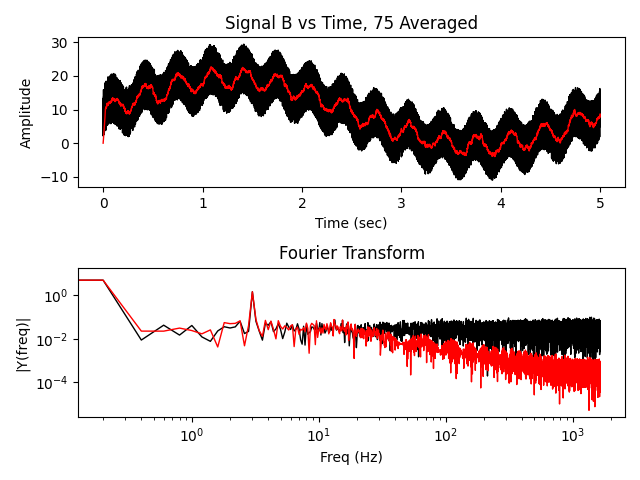 Signal B vs Time, 75 Averaged
Amplitude
30
20
10
0
−10
0 1 2 3 4 5
Time (sec)
Fourier Transform
|Y(freq)|
10⁰
10⁻²
10⁻⁴
10⁰ 10¹ 10² 10³
Freq (Hz)